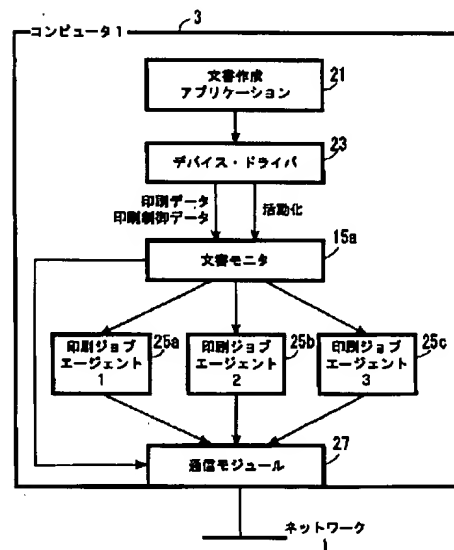 コンピュータ1
3
文書作成
アプリケーション
21
デバイス・ドライバ
23
印刷データ
印刷制御データ
活動化
文書モニタ
15a
印刷ジョブ
エージェント
1
25a
印刷ジョブ
エージェント
2
25b
印刷ジョブ
エージェント
3
25c
通信モジュール
27
ネットワーク